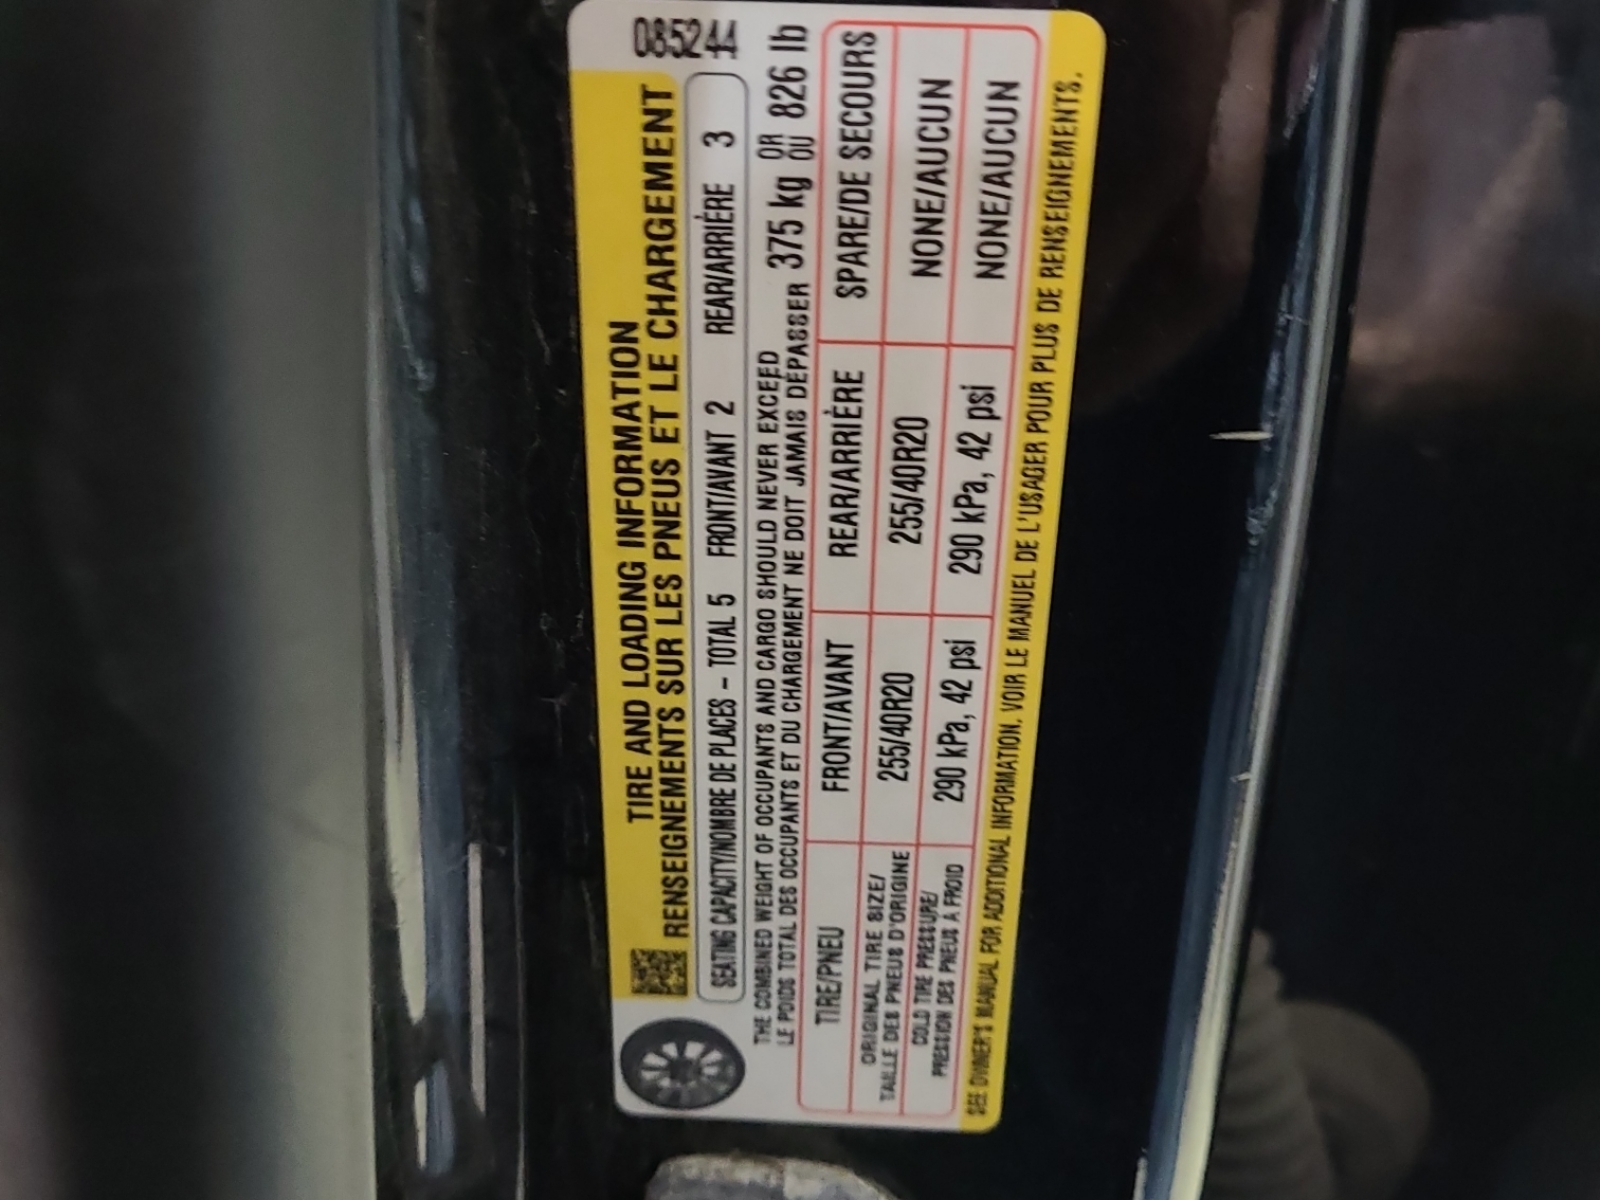 085244
TIRE AND LOADING INFORMATION
RENSEIGNEMENTS SUR LES PNEUS ET LE CHARGEMENT
SEATING CAPACITY/NOMBRE DE PLACES – TOTAL 5 FRONT/AVANT 2 REAR/ARRIÈRE 3
THE COMBINED WEIGHT OF OCCUPANTS AND CARGO SHOULD NEVER EXCEED
LE POIDS TOTAL DES OCCUPANTS ET DU CHARGEMENT NE DOIT JAMAIS DÉPASSER
375 kg OR OU 826 lb
TIRE/PNEU FRONT/AVANT REAR/ARRIÈRE SPARE/DE SECOURS
ORIGINAL TIRE SIZE/
TAILLE DES PNEUS D'ORIGINE 255/40R20 255/40R20 NONE/AUCUN
COLD TIRE PRESSURE/
PRESSION DES PNEUS À FROID 290 kPa, 42 psi 290 kPa, 42 psi NONE/AUCUN
SEE OWNER'S MANUAL FOR ADDITIONAL INFORMATION. VOIR LE MANUEL DE L'USAGER POUR PLUS DE RENSEIGNEMENTS.